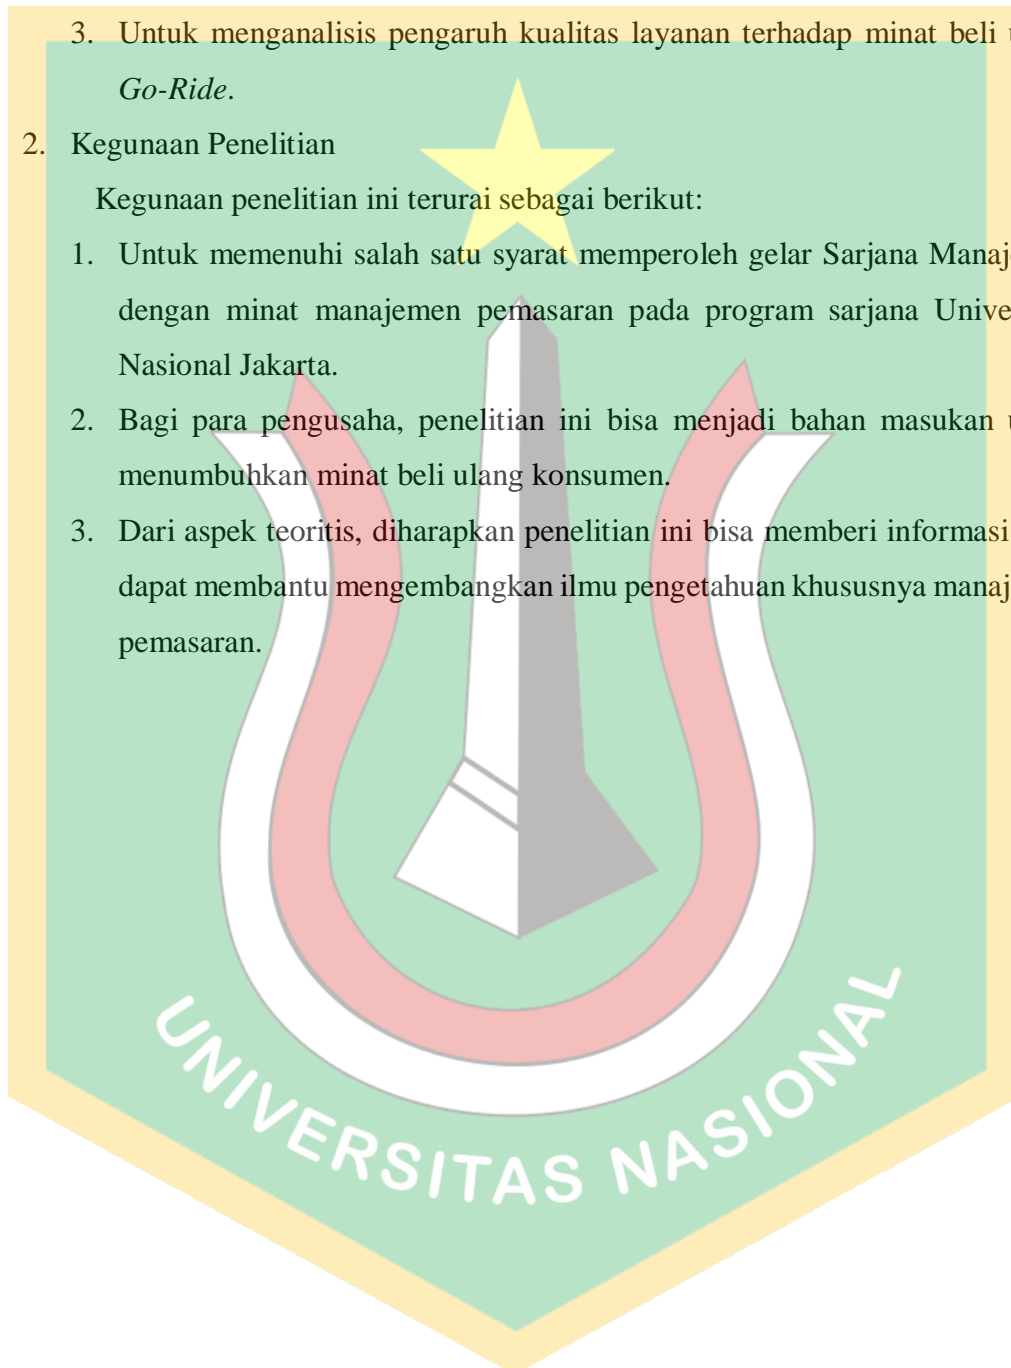 3. Untuk menganalisis pengaruh kualitas layanan terhadap minat beli
Go-Ride.
2. Kegunaan Penelitian
Kegunaan penelitian ini terurai sebagai berikut:
1. Untuk memenuhi salah satu syarat memperoleh gelar Sarjana Manaj
dengan minat manajemen pemasaran pada program sarjana Unive
Nasional Jakarta.
2. Bagi para pengusaha, penelitian ini bisa menjadi bahan masukan
menumbuhkan minat beli ulang konsumen.
3. Dari aspek teoritis, diharapkan penelitian ini bisa memberi informasi
dapat membantu mengembangkan ilmu pengetahuan khususnya manaj
pemasaran.
UNIVERSITAS NASIONAL